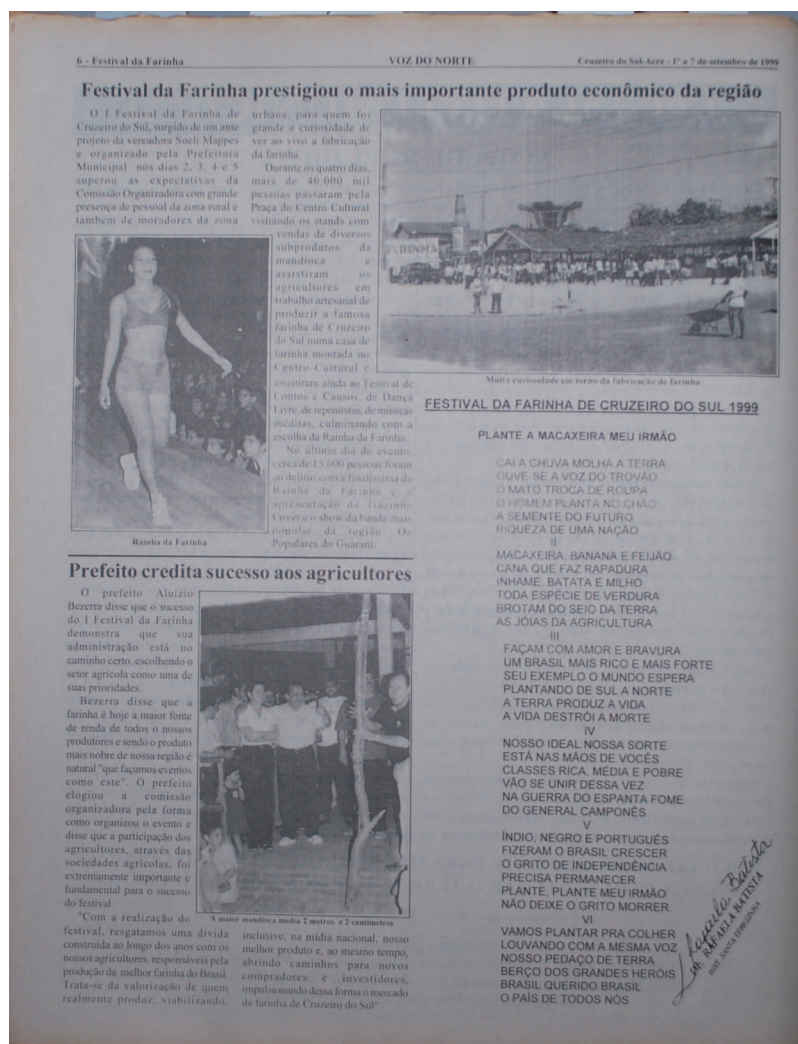 6 - Festival da Farinha
VOZ DO NORTE
Cruzeiro do Sul-Acre - 1º a 7 de setembro de 1999
Festival da Farinha prestigiou o mais importante produto econômico da região
O I Festival da Farinha de
Cruzeiro do Sul, surgido de um ante
projeto da vereadora Sueli Mappes
e organizado pela Prefeitura
Municipal nos dias 2, 3, 4 e 5
superou as expectativas da
Comissão Organizadora com grande
presença de pessoal da zona rural e
também de moradores da zona
urbana, para quem foi
grande a curiosidade de
ver ao vivo a fabricação
da farinha.
Durante os quatro dias,
mais de 40.000 mil
pessoas passaram pela
Praça do Centro Cultural
visitando os stands com
vendas de diversos
subprodutos da
mandioca e
assistiram os
agricultores em
trabalho artesanal de
produzir a famosa
farinha de Cruzeiro
do Sul numa casa de
farinha montada no
Centro Cultural e
assistiram ainda ao Festival de
Contos e Causos, de Dança
Livre, de repentistas, de músicas
inéditas, culminando com a
escolha da Rainha da Farinha.
No último dia do evento,
cerca de 15.000 pessoas foram
ao delírio com a lindíssima da
Rainha da Farinha e a
apresentação da Tiazinha
Cover e o show da banda mais
popular da região Os
Populares do Guarani.
Rainha da Farinha
FARINHA
Muita curiosidade em torno da fabricação de farinha
Prefeito credita sucesso aos agricultores
O prefeito Aluizio
Bezerra disse que o sucesso
do I Festival da Farinha
demonstra que sua
administração está no
caminho certo, escolhendo o
setor agrícola como uma de
suas prioridades.
Bezerra disse que a
farinha é hoje a maior fonte
de renda de todos o nossos
produtores e sendo o produto
mais nobre de nossa região é
natural "que façamos eventos
como este". O prefeito
elogiou a comissão
organizadora pela forma
como organizou o evento e
disse que a participação dos
agricultores, através das
sociedades agrícolas, foi
extremamente importante e
fundamental para o sucesso
do festival.
"Com a realização do
festival, resgatamos uma dívida
construída ao longo dos anos com os
nossos agricultores, responsáveis pela
produção da melhor farinha do Brasil.
Trata-se da valorização de quem
realmente produz, viabilizando,
A maior mandioca mediu 2 metros e 2 centímetros
inclusive, na mídia nacional, nosso
melhor produto e, ao mesmo tempo,
abrindo caminhos para novos
compradores e investidores,
impulsionando dessa forma o mercado
da farinha de Cruzeiro do Sul".
FESTIVAL DA FARINHA DE CRUZEIRO DO SUL 1999
PLANTE A MACAXEIRA MEU IRMÃO
CAI A CHUVA MOLHA A TERRA
OUVE-SE A VOZ DO TROVÃO
O MATO TROCA DE ROUPA
O HOMEM PLANTA NO CHÃO
A SEMENTE DO FUTURO
RIQUEZA DE UMA NAÇÃO
II
MACAXEIRA, BANANA E FEIJÃO
CANA QUE FAZ RAPADURA
INHAME, BATATA E MILHO
TODA ESPÉCIE DE VERDURA
BROTAM DO SEIO DA TERRA
AS JÓIAS DA AGRICULTURA
III
FAÇAM COM AMOR E BRAVURA
UM BRASIL MAIS RICO E MAIS FORTE
SEU EXEMPLO O MUNDO ESPERA
PLANTANDO DE SUL A NORTE
A TERRA PRODUZ A VIDA
A VIDA DESTRÓI A MORTE
IV
NOSSO IDEAL NOSSA SORTE
ESTÁ NAS MÃOS DE VOCÊS
CLASSES RICA, MÉDIA E POBRE
VÃO SE UNIR DESSA VEZ
NA GUERRA DO ESPANTA FOME
DO GENERAL CAMPONÊS
V
ÍNDIO, NEGRO E PORTUGUÊS
FIZERAM O BRASIL CRESCER
O GRITO DE INDEPENDÊNCIA
PRECISA PERMANECER
PLANTE, PLANTE MEU IRMÃO
NÃO DEIXE O GRITO MORRER
VI
VAMOS PLANTAR PRA COLHER
LOUVANDO COM A MESMA VOZ
NOSSO PEDAÇO DE TERRA
BERÇO DOS GRANDES HERÓIS
BRASIL QUERIDO BRASIL
O PAÍS DE TODOS NÓS
Rafaela Batista
RAFAELA BATISTA
SANTA TEREZINHA